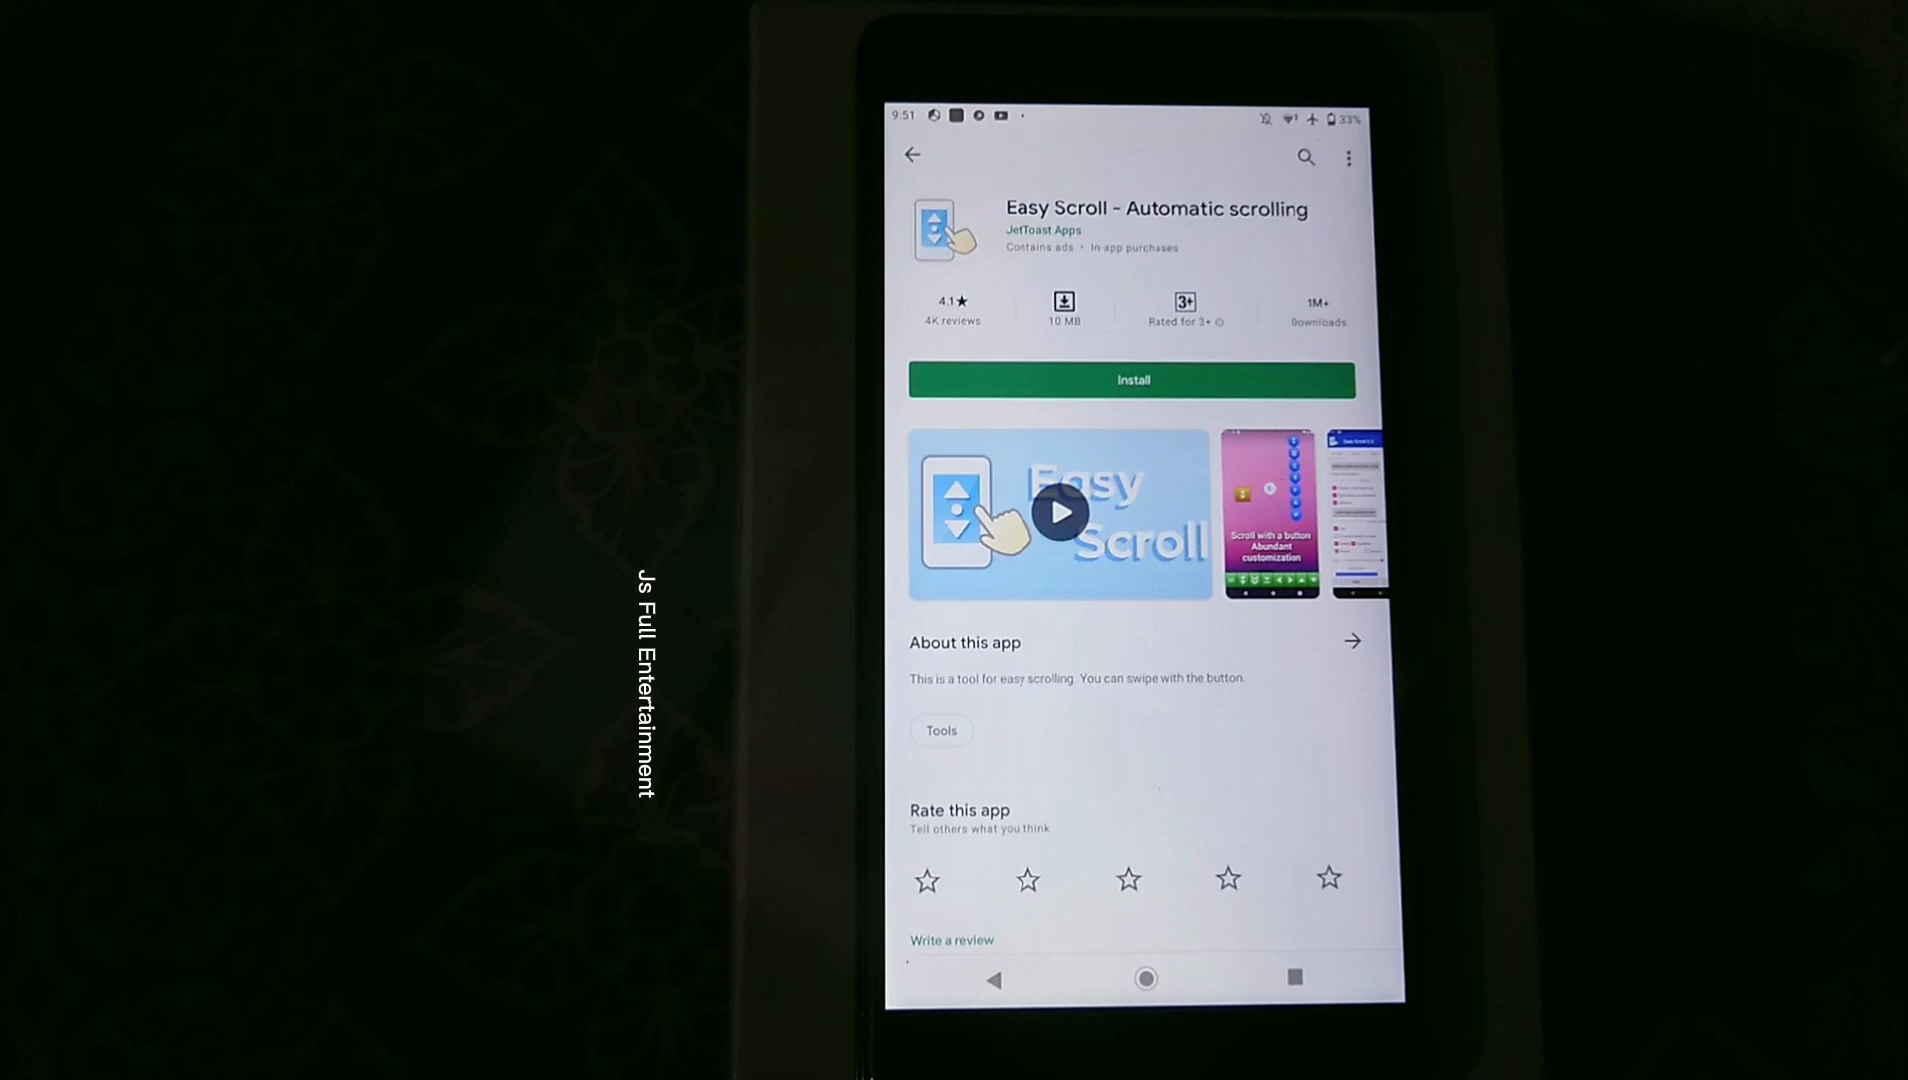 9:51
33%
Easy Scroll - Automatic scrolling
JetToast Apps
Contains ads • In-app purchases
4.1★
4K reviews
10 MB
3+
Rated for 3+
1M+
Downloads
Install
Easy
Scroll
Scroll with a button
Abundant
customization
About this app
This is a tool for easy scrolling. You can swipe with the button.
Tools
Rate this app
Tell others what you think
Write a review
Js Full Entertainment